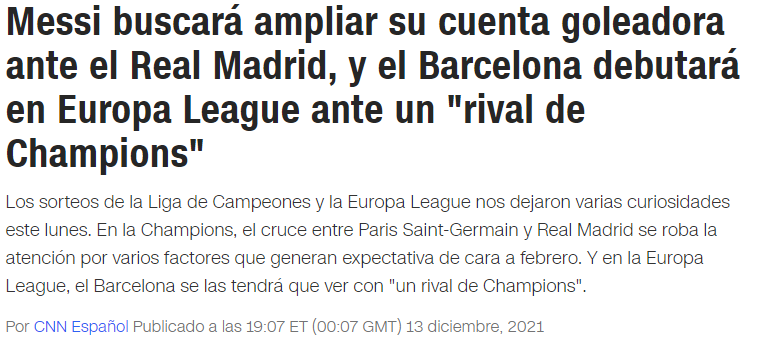 Messi buscará ampliar su cuenta goleadora
ante el Real Madrid, y el Barcelona debutará
en Europa League ante un "rival de
Champions"
Los sorteos de la Liga de Campeones y la Europa League nos dejaron varias curiosidades
este lunes. En la Champions, el cruce entre Paris Saint-Germain y Real Madrid se roba la
atención por varios factores que generan expectativa de cara a febrero. Y en la Europa
League, el Barcelona se las tendrá que ver con "un rival de Champions".
Por CNN Español Publicado a las 19:07 ET (00:07 GMT) 13 diciembre, 2021